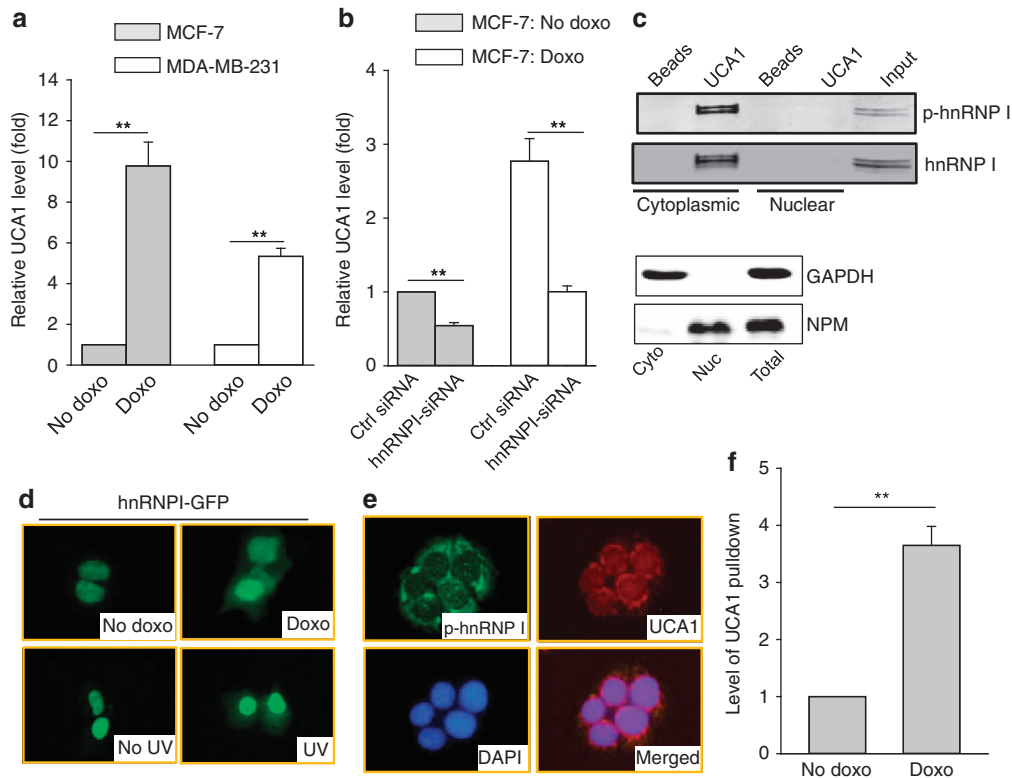 a
MCF-7
MDA-MB-231
Relative UCA1 level (fold)
14
12
10
8
6
4
2
0
**
**
No doxo
Doxo
No doxo
Doxo
b
MCF-7: No doxo
MCF-7: Doxo
Relative UCA1 level (fold)
4
3
2
1
0
**
**
Ctrl siRNA
hnRNPI-siRNA
Ctrl siRNA
hnRNPI-siRNA
c
Beads
UCA1
Beads
UCA1
Input
p-hnRNP I
hnRNP I
Cytoplasmic
Nuclear
GAPDH
NPM
Cyto
Nuc
Total
d
hnRNPI-GFP
No doxo
Doxo
No UV
UV
e
p-hnRNP I
UCA1
DAPI
Merged
f
Level of UCA1 pulldown
5
4
3
2
1
0
**
No doxo
Doxo